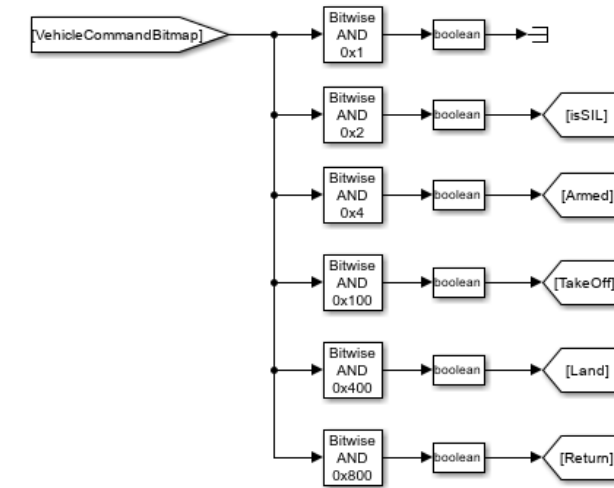 [VehicleCommandBitmap]
Bitwise
AND
0x1
boolean
Bitwise
AND
0x2
boolean
[isSIL]
Bitwise
AND
0x4
boolean
[Armed]
Bitwise
AND
0x100
boolean
[TakeOff]
Bitwise
AND
0x400
boolean
[Land]
Bitwise
AND
0x800
boolean
[Return]